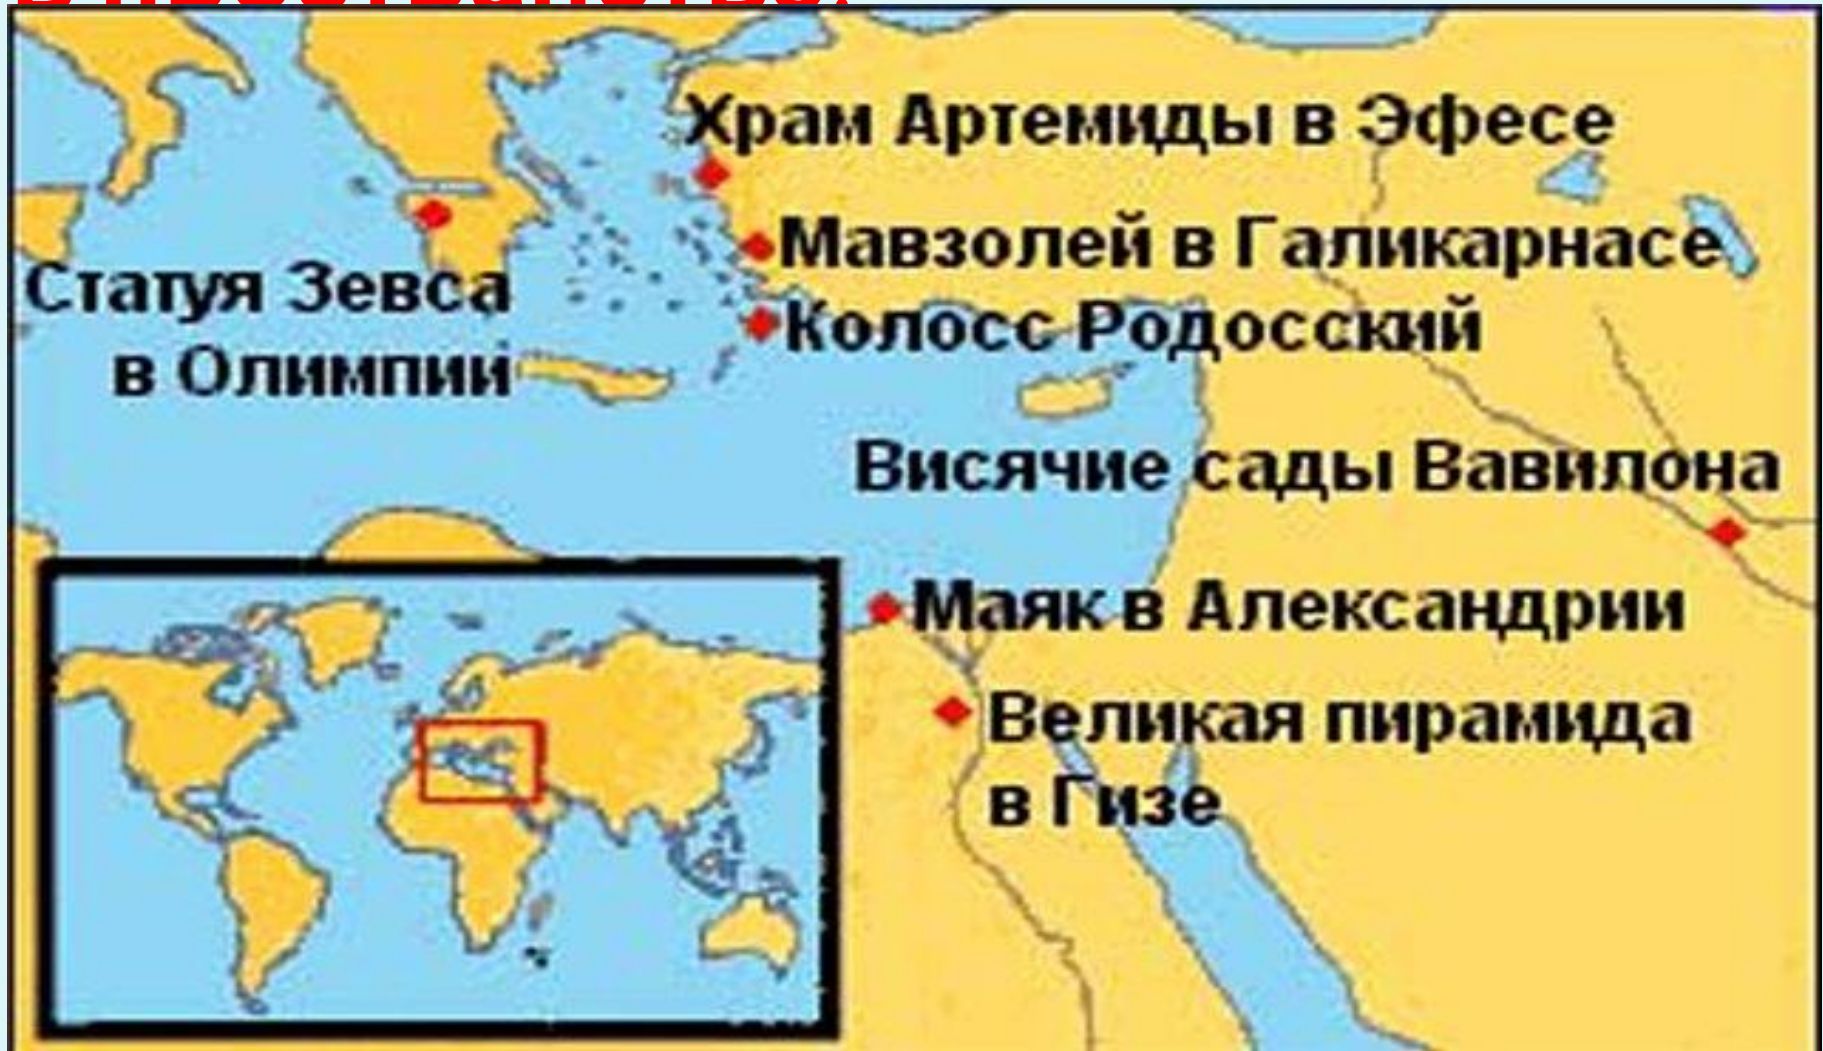 Храм Артемиды в Эфесе
Мавзолей в Галикарнасе
Статуя Зевса
в Олимпии
Колосс Родосский
Висячие сады Вавилона
Маяк в Александрии
Великая пирамида
в Гизе